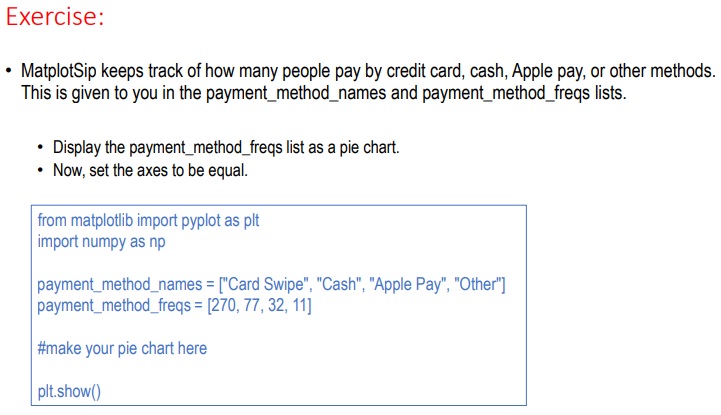 Exercise:
• MatplotSip keeps track of how many people pay by credit card, cash, Apple pay, or other methods.
This is given to you in the payment_method_names and payment_method_freqs lists.
• Display the payment_method_freqs list as a pie chart.
• Now, set the axes to be equal.
from matplotlib import pyplot as plt
import numpy as np
payment_method_names = ["Card Swipe", "Cash", "Apple Pay", "Other"]
payment_method_freqs = [270, 77, 32, 11]
#make your pie chart here
plt.show()